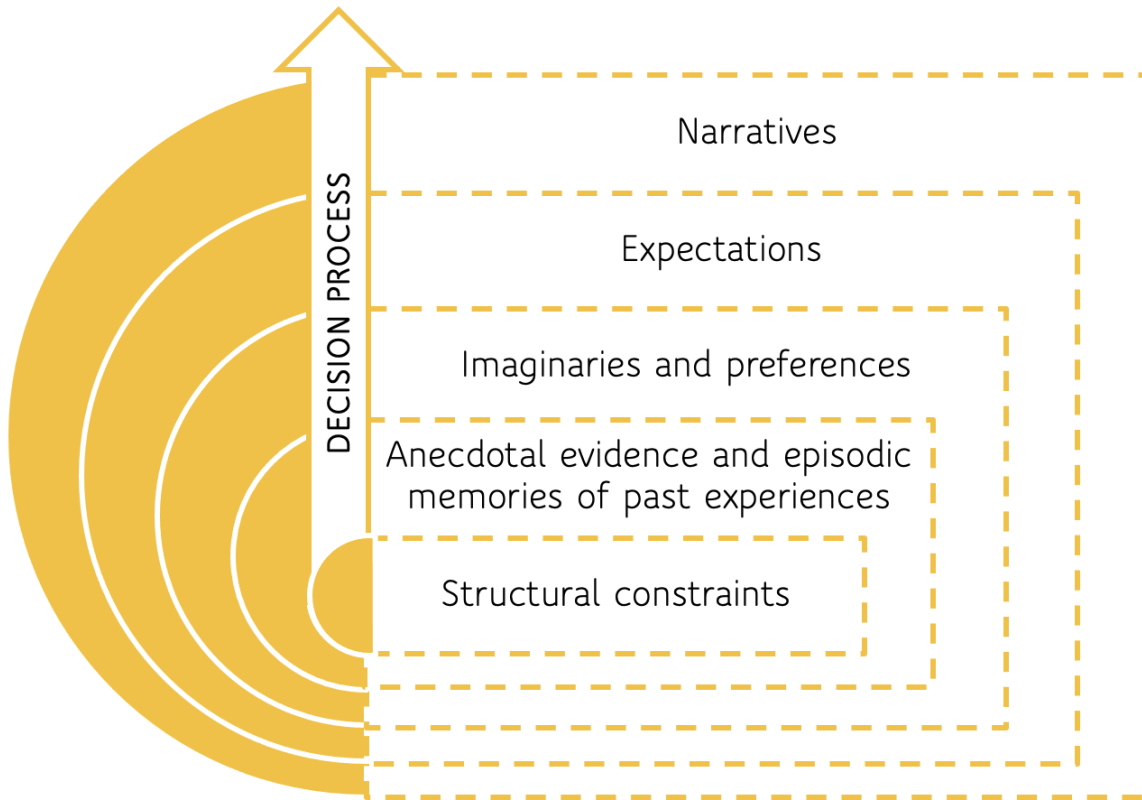 Narratives
Expectations
DECISION PROCESS
Imaginaries and preferences
Anecdotal evidence and episodic
memories of past experiences
Structural constraints